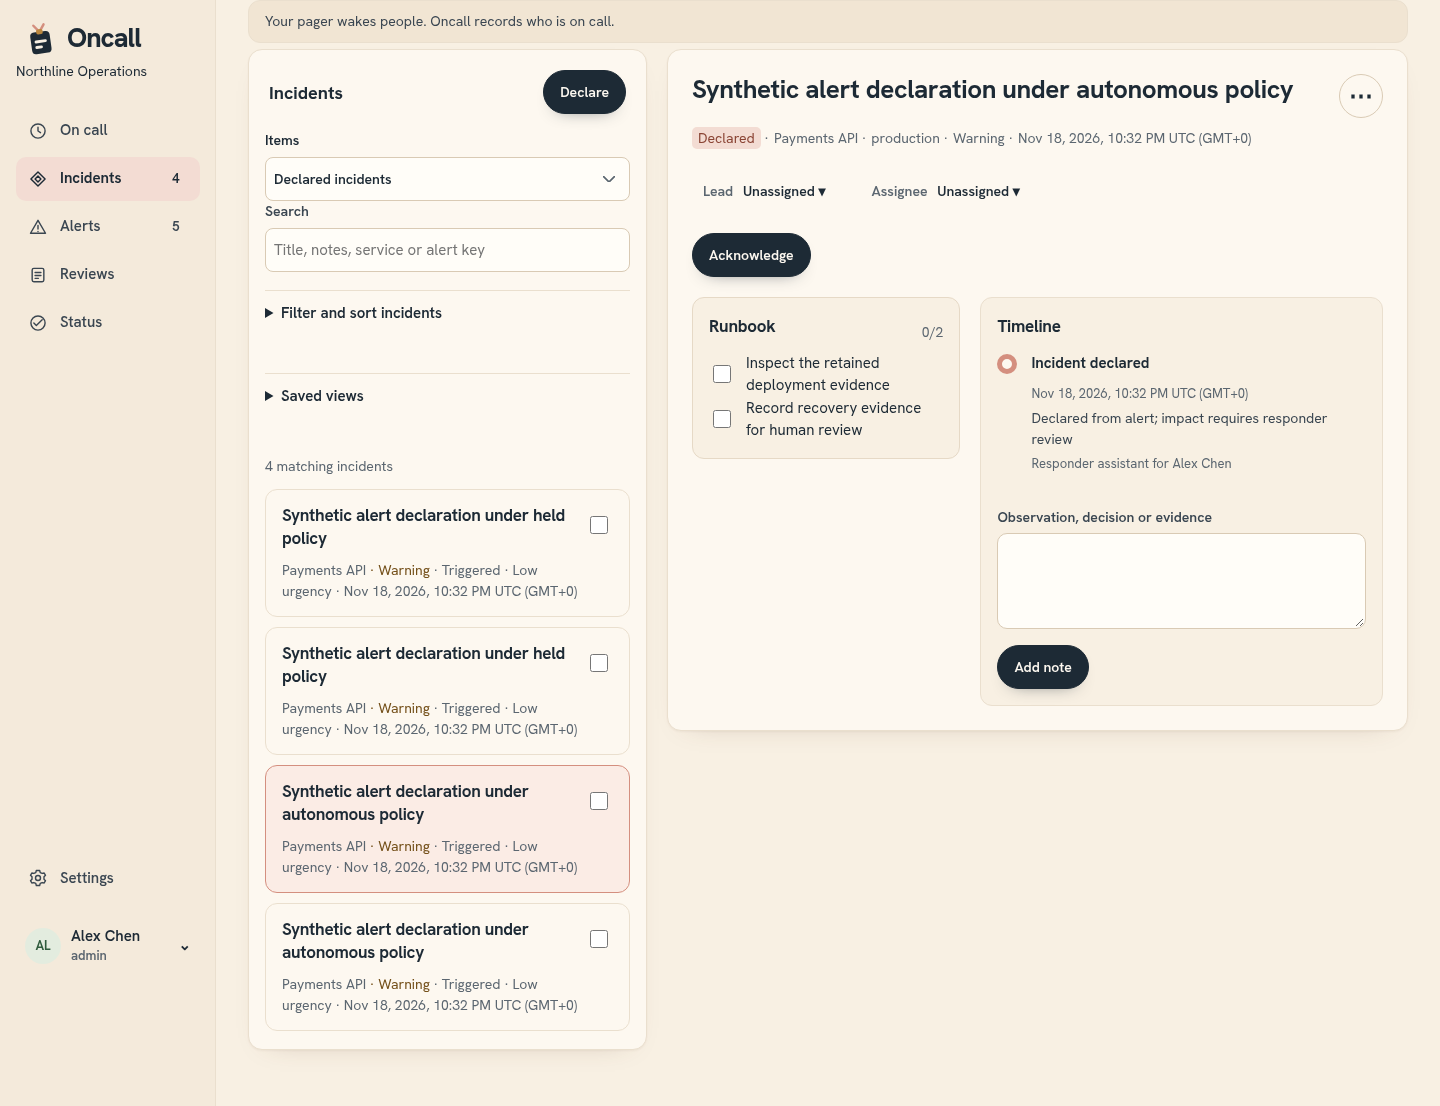 Oncall
Northline Operations
On call
Incidents 4
Alerts 5
Reviews
Status
Settings
AL
Alex Chen
admin
Your pager wakes people. Oncall records who is on call.
Incidents
Declare
Items
Declared incidents
Search
Title, notes, service or alert key
Filter and sort incidents
Saved views
4 matching incidents
Synthetic alert declaration under held
policy
Payments API · Warning · Triggered · Low
urgency · Nov 18, 2026, 10:32 PM UTC (GMT+0)
Synthetic alert declaration under held
policy
Payments API · Warning · Triggered · Low
urgency · Nov 18, 2026, 10:32 PM UTC (GMT+0)
Synthetic alert declaration under
autonomous policy
Payments API · Warning · Triggered · Low
urgency · Nov 18, 2026, 10:32 PM UTC (GMT+0)
Synthetic alert declaration under
autonomous policy
Payments API · Warning · Triggered · Low
urgency · Nov 18, 2026, 10:32 PM UTC (GMT+0)
Synthetic alert declaration under autonomous policy
Declared · Payments API · production · Warning · Nov 18, 2026, 10:32 PM UTC (GMT+0)
Lead Unassigned ▾ Assignee Unassigned ▾
Acknowledge
Runbook 0/2
Inspect the retained
deployment evidence
Record recovery evidence
for human review
Timeline
Incident declared
Nov 18, 2026, 10:32 PM UTC (GMT+0)
Declared from alert; impact requires responder
review
Responder assistant for Alex Chen
Observation, decision or evidence
Add note